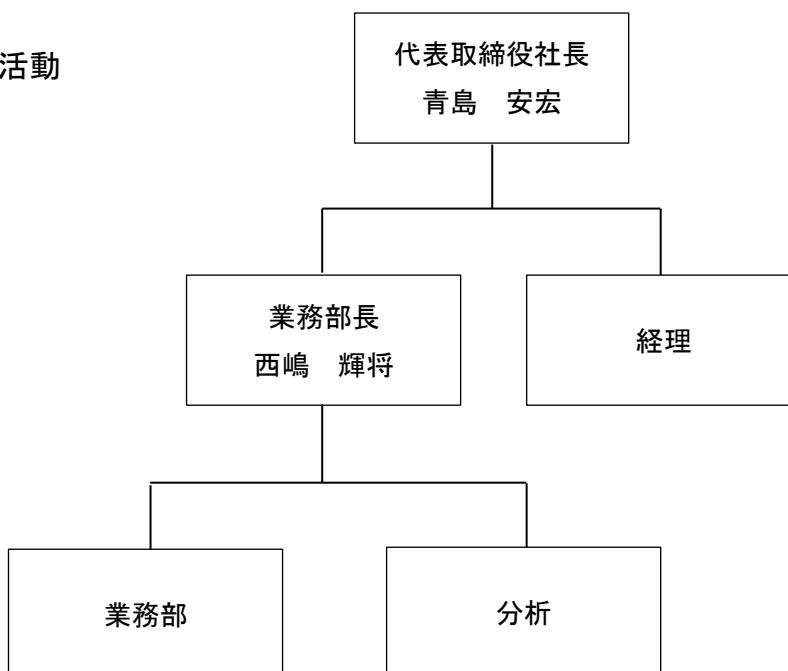 活動
代表取締役社長
青島　安宏
業務部長
西嶋　輝将
経理
業務部
分析